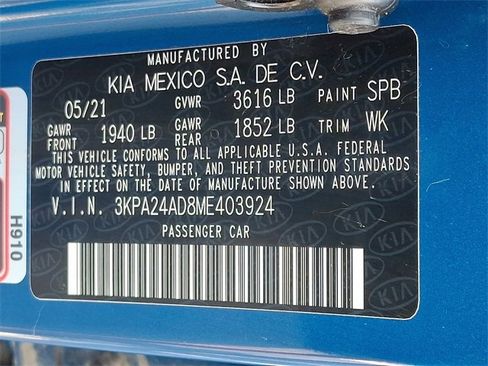 MANUFACTURED BY
KIA MEXICO S.A. DE C.V.
05/21 GVWR 3616 LB PAINT SPB
GAWR FRONT 1940 LB GAWR REAR 1852 LB TRIM WK
THIS VEHICLE CONFORMS TO ALL APPLICABLE U.S.A. FEDERAL
MOTOR VEHICLE SAFETY, BUMPER, AND THEFT PREVENTION STANDARDS
IN EFFECT ON THE DATE OF MANUFACTURE SHOWN ABOVE.
V.I.N. 3KPA24AD8ME403924
PASSENGER CAR
H910